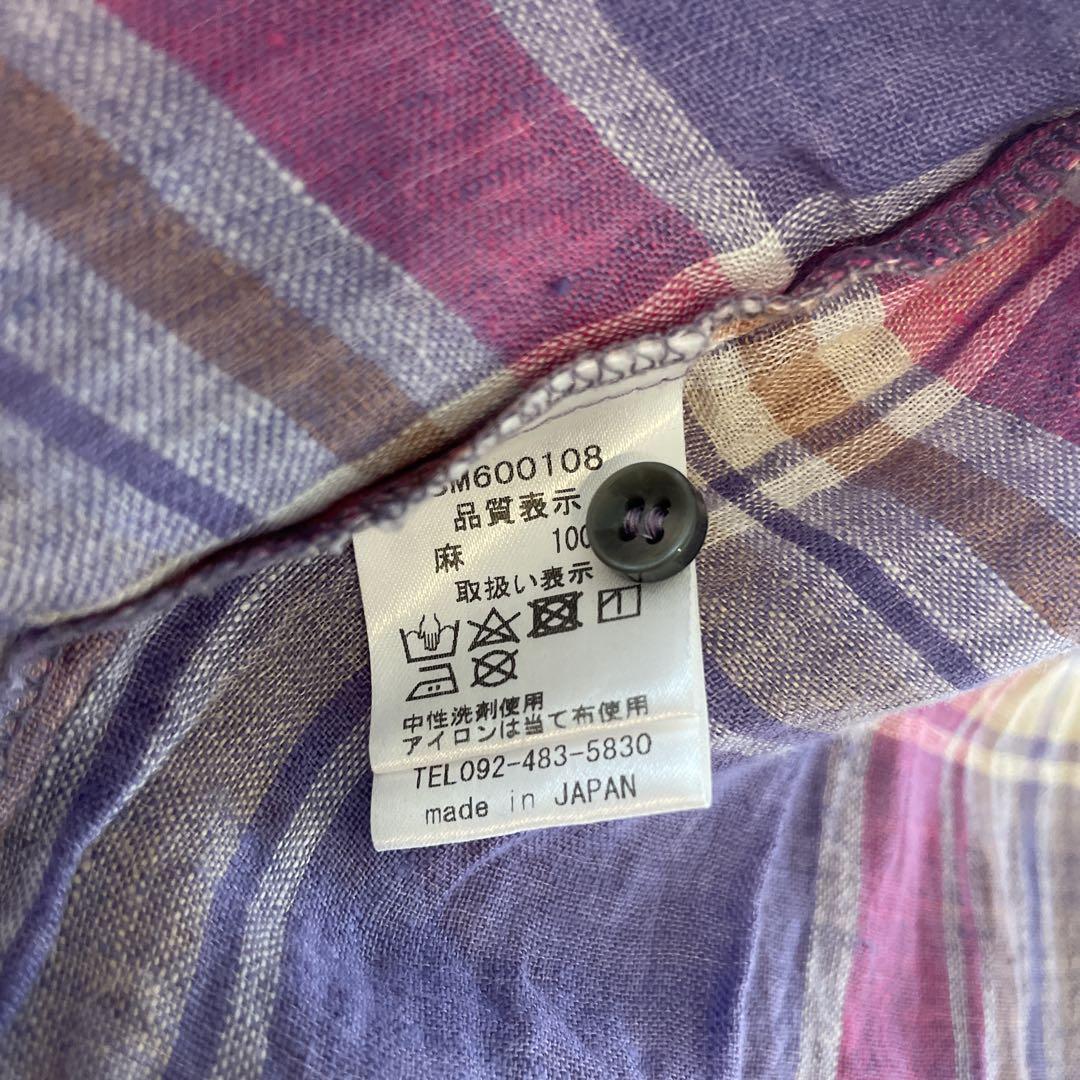 M600108
品質表示
麻 100
取扱い表示
中性洗剤使用
アイロンは当て布使用
TEL092-483-5830
made in JAPAN